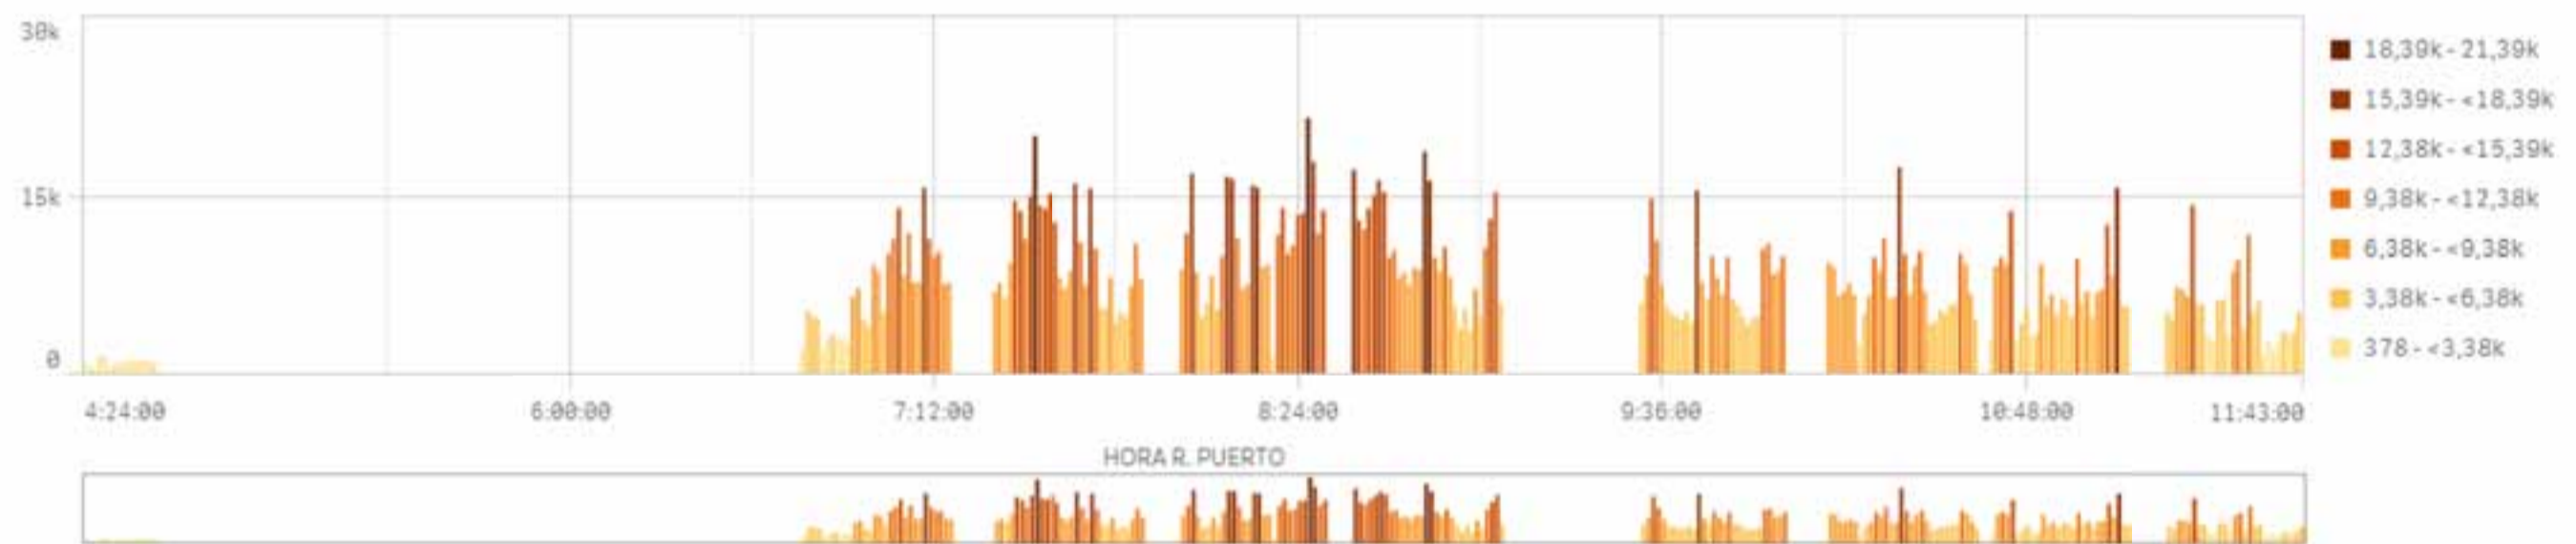 30k
15k
0
4:24:00 6:00:00 7:12:00 8:24:00 9:36:00 10:48:00 11:43:00
HORA R. PUERTO
18,39k - 21,39k
15,39k - <18,39k
12,38k - <15,39k
9,38k - <12,38k
6,38k - <9,38k
3,38k - <6,38k
378 - <3,38k